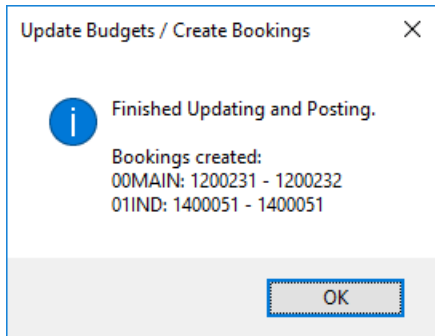 Update Budgets / Create Bookings
Finished Updating and Posting.
Bookings created:
00MAIN: 1200231 - 1200232
01IND: 1400051 - 1400051
OK